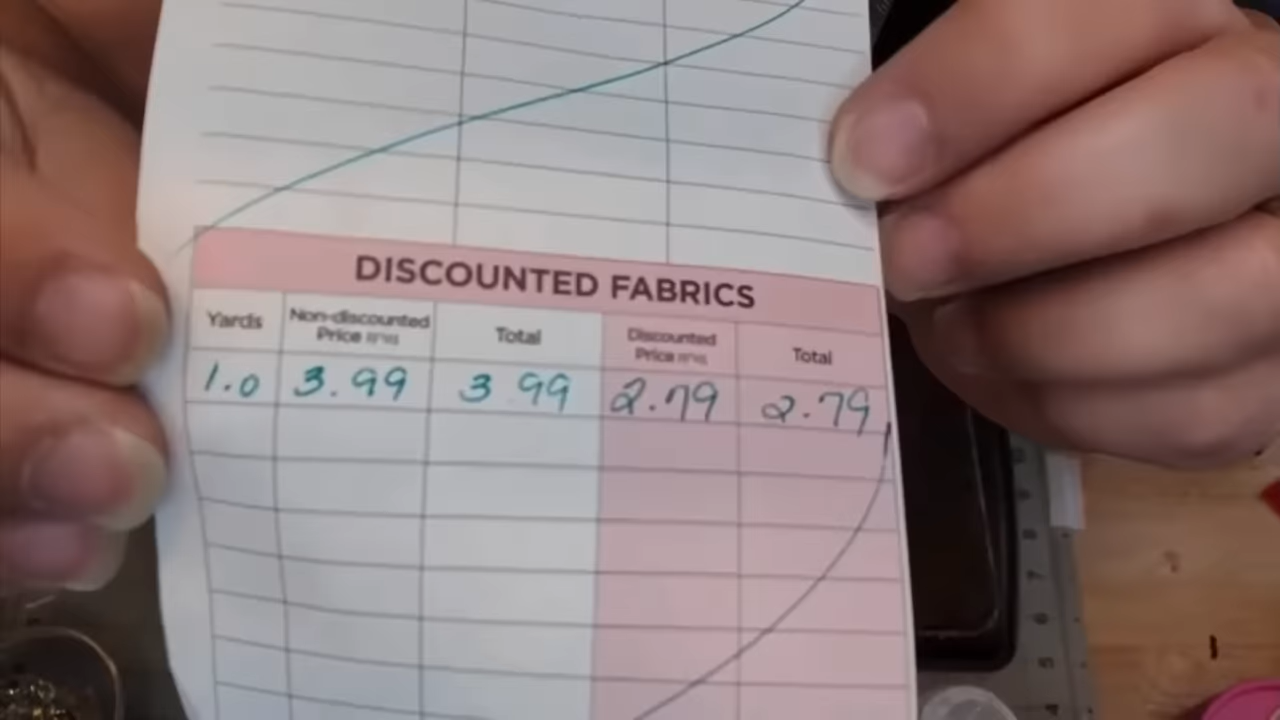 DISCOUNTED FABRICS
Yards Non-discounted Price Total Discounted Price Total
1.0 3.99 3.99 2.79 2.79